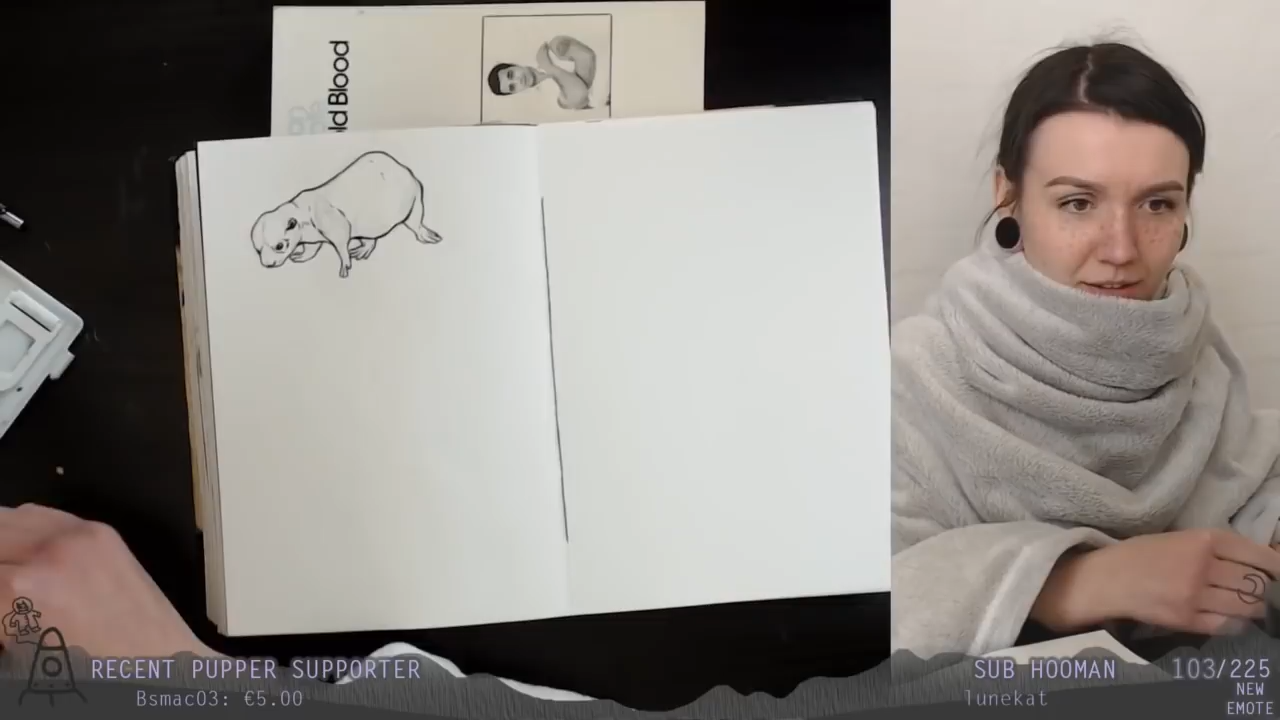 ld Blood
RECENT PUPPER SUPPORTER
Bsmac03: €5.00
SUB HOOMAN
lunekat
103/225
NEW
EMOTE